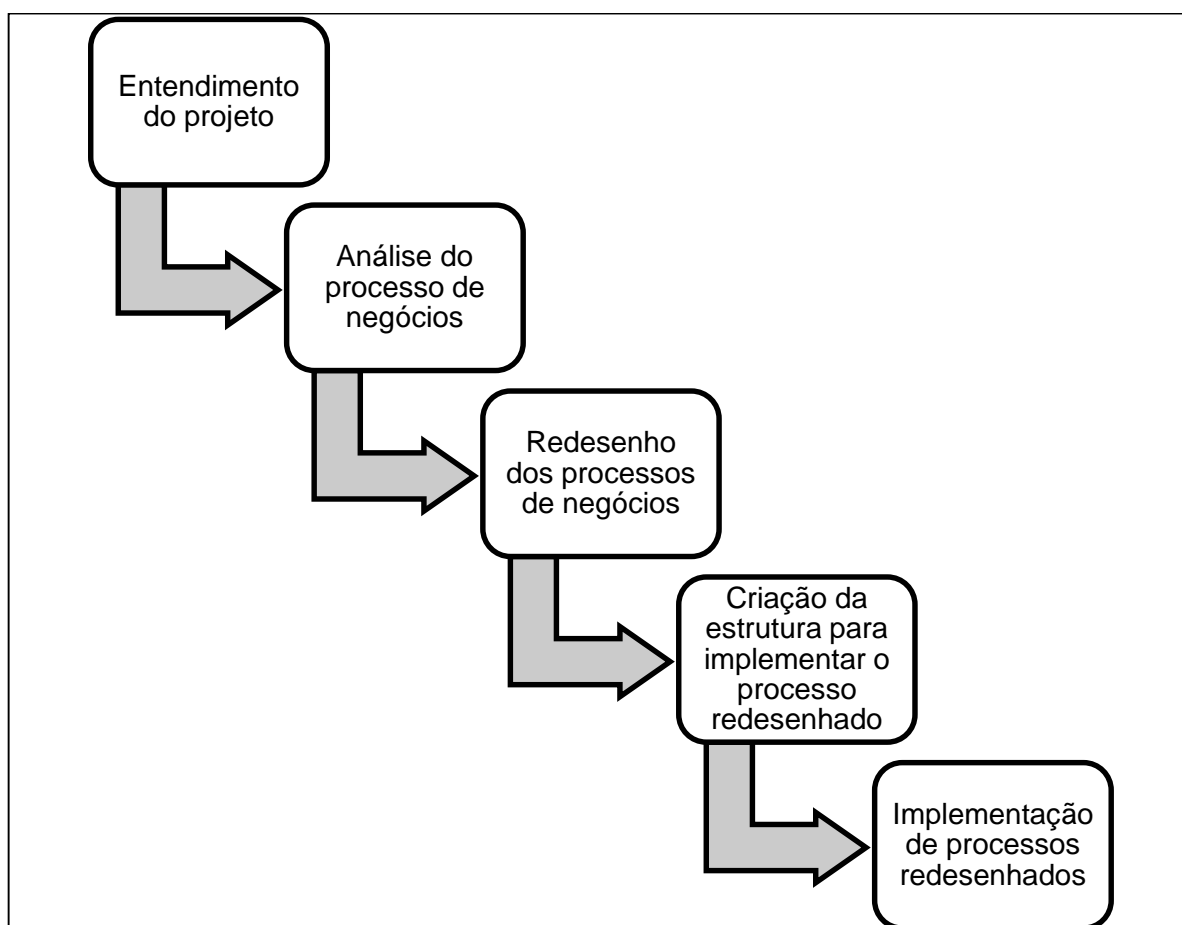 Entendimento
do projeto
Análise do
processo de
negócios
Redesenho
dos processos
de negócios
Criação da
estrutura para
implementar o
processo
redesenhado
Implementação
de processos
redesenhados